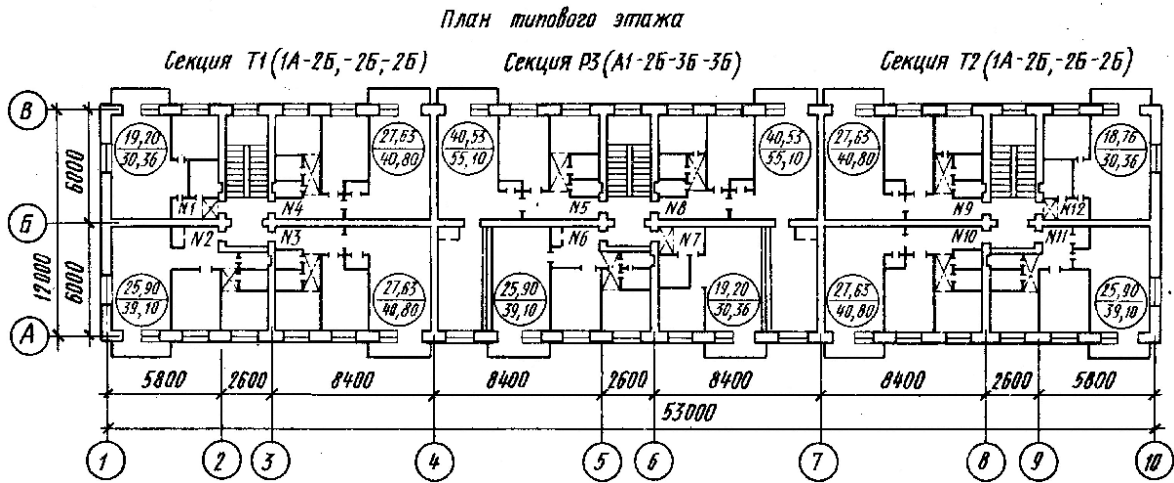 План типового этажа
Секция Т1 (1А-2Б,-2Б,-2Б)
Секция Р3 (А1-2Б-3Б-3Б)
Секция Т2 (1А-2Б,-2Б-2Б)
В
19,20
30,36
27,63
40,80
40,53
55,10
40,53
55,10
27,63
40,80
18,76
30,36
6000
N1
N4
N5
N8
N9
N12
Б
12000
N2
N3
N6
N7
N10
N11
6000
25,90
39,10
27,63
40,80
25,90
39,10
19,20
30,36
27,63
40,80
25,90
39,10
А
5800
2600
8400
8400
2600
8400
8400
2600
5800
53000
1
2
3
4
5
6
7
8
9
10